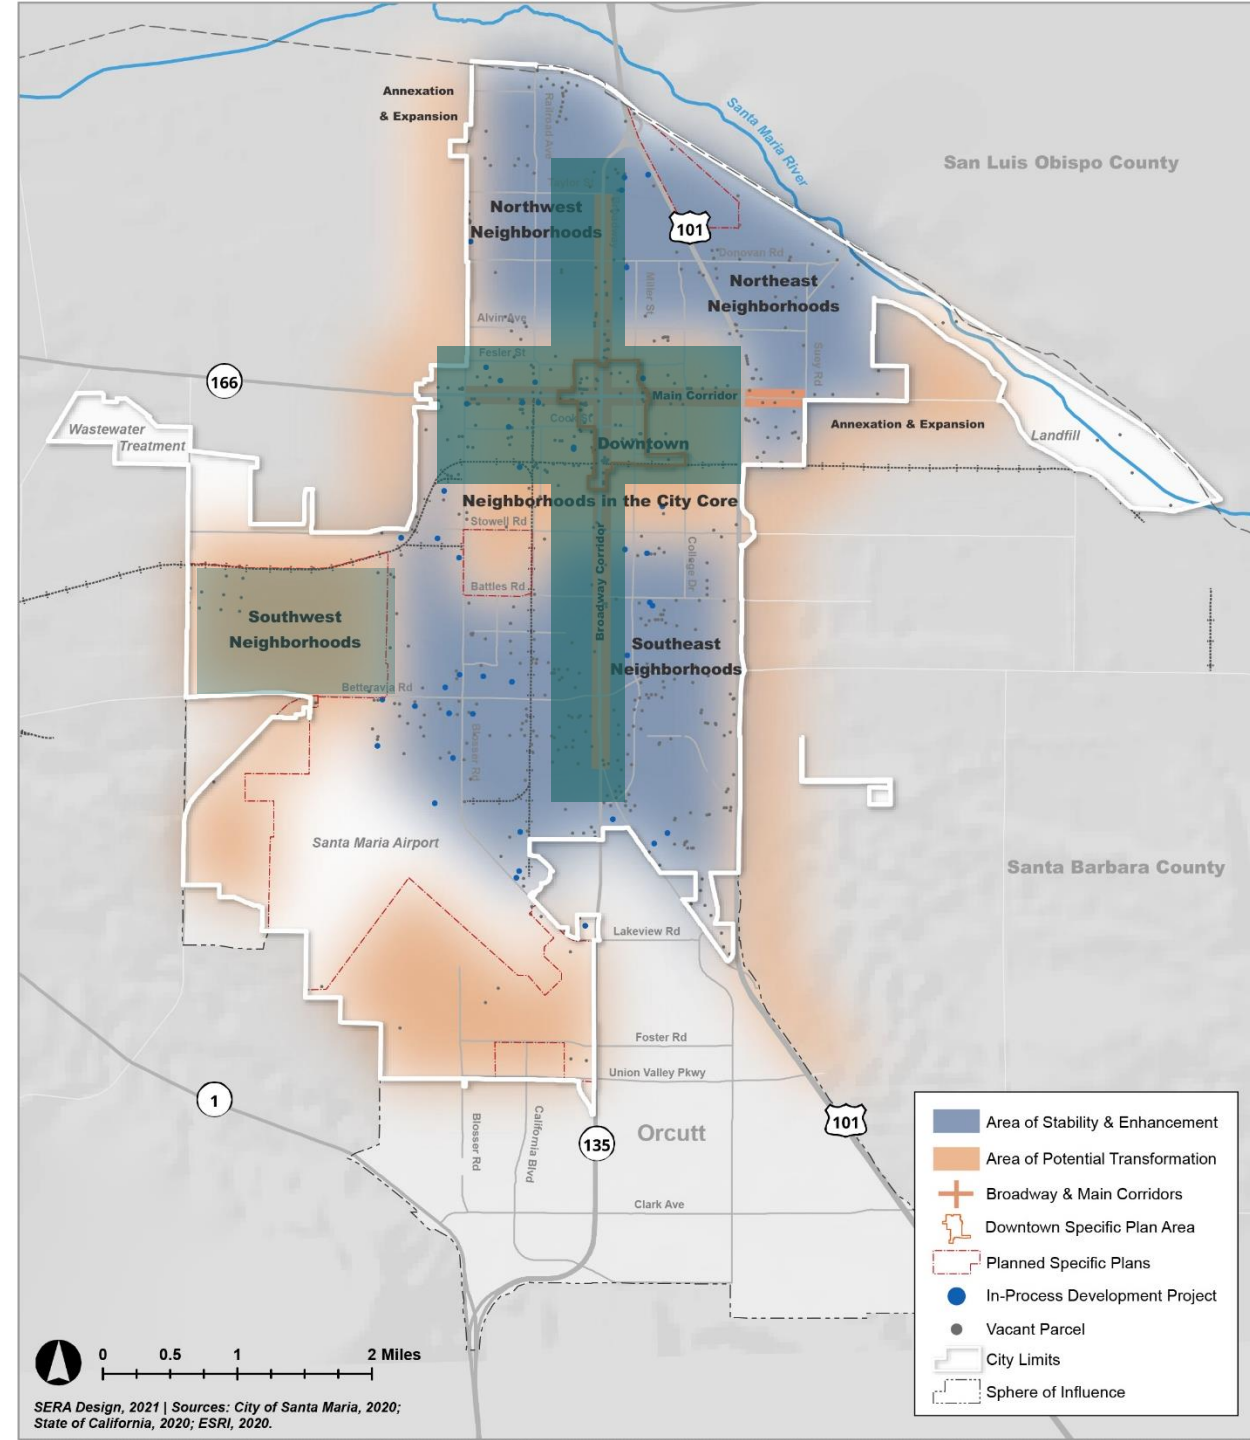 Annexation
& Expansion
Santa Maria River
San Luis Obispo County
Railroad Ave
Northwest
Neighborhoods
101
Donovan Rd
Northeast
Neighborhoods
Miller St
Alvin Ave
Fesler St
Suey Rd
166
Main Corridor
Cook St
Annexation & Expansion
Wastewater
Treatment
Landfill
Downtown
Neighborhoods in the City Core
Stowell Rd
College Dr
Battles Rd
Broadway Corridor
Southwest
Neighborhoods
Southeast
Neighborhoods
Betteravia Rd
Blosser Rd
Santa Maria Airport
Santa Barbara County
Lakeview Rd
Foster Rd
Union Valley Pkwy
1
101
135
Orcutt
Blosser Rd
California Blvd
Clark Ave
Area of Stability & Enhancement
Area of Potential Transformation
Broadway & Main Corridors
Downtown Specific Plan Area
Planned Specific Plans
In-Process Development Project
Vacant Parcel
City Limits
Sphere of Influence
0 0.5 1 2 Miles
SERA Design, 2021 | Sources: City of Santa Maria, 2020;
State of California, 2020; ESRI, 2020.